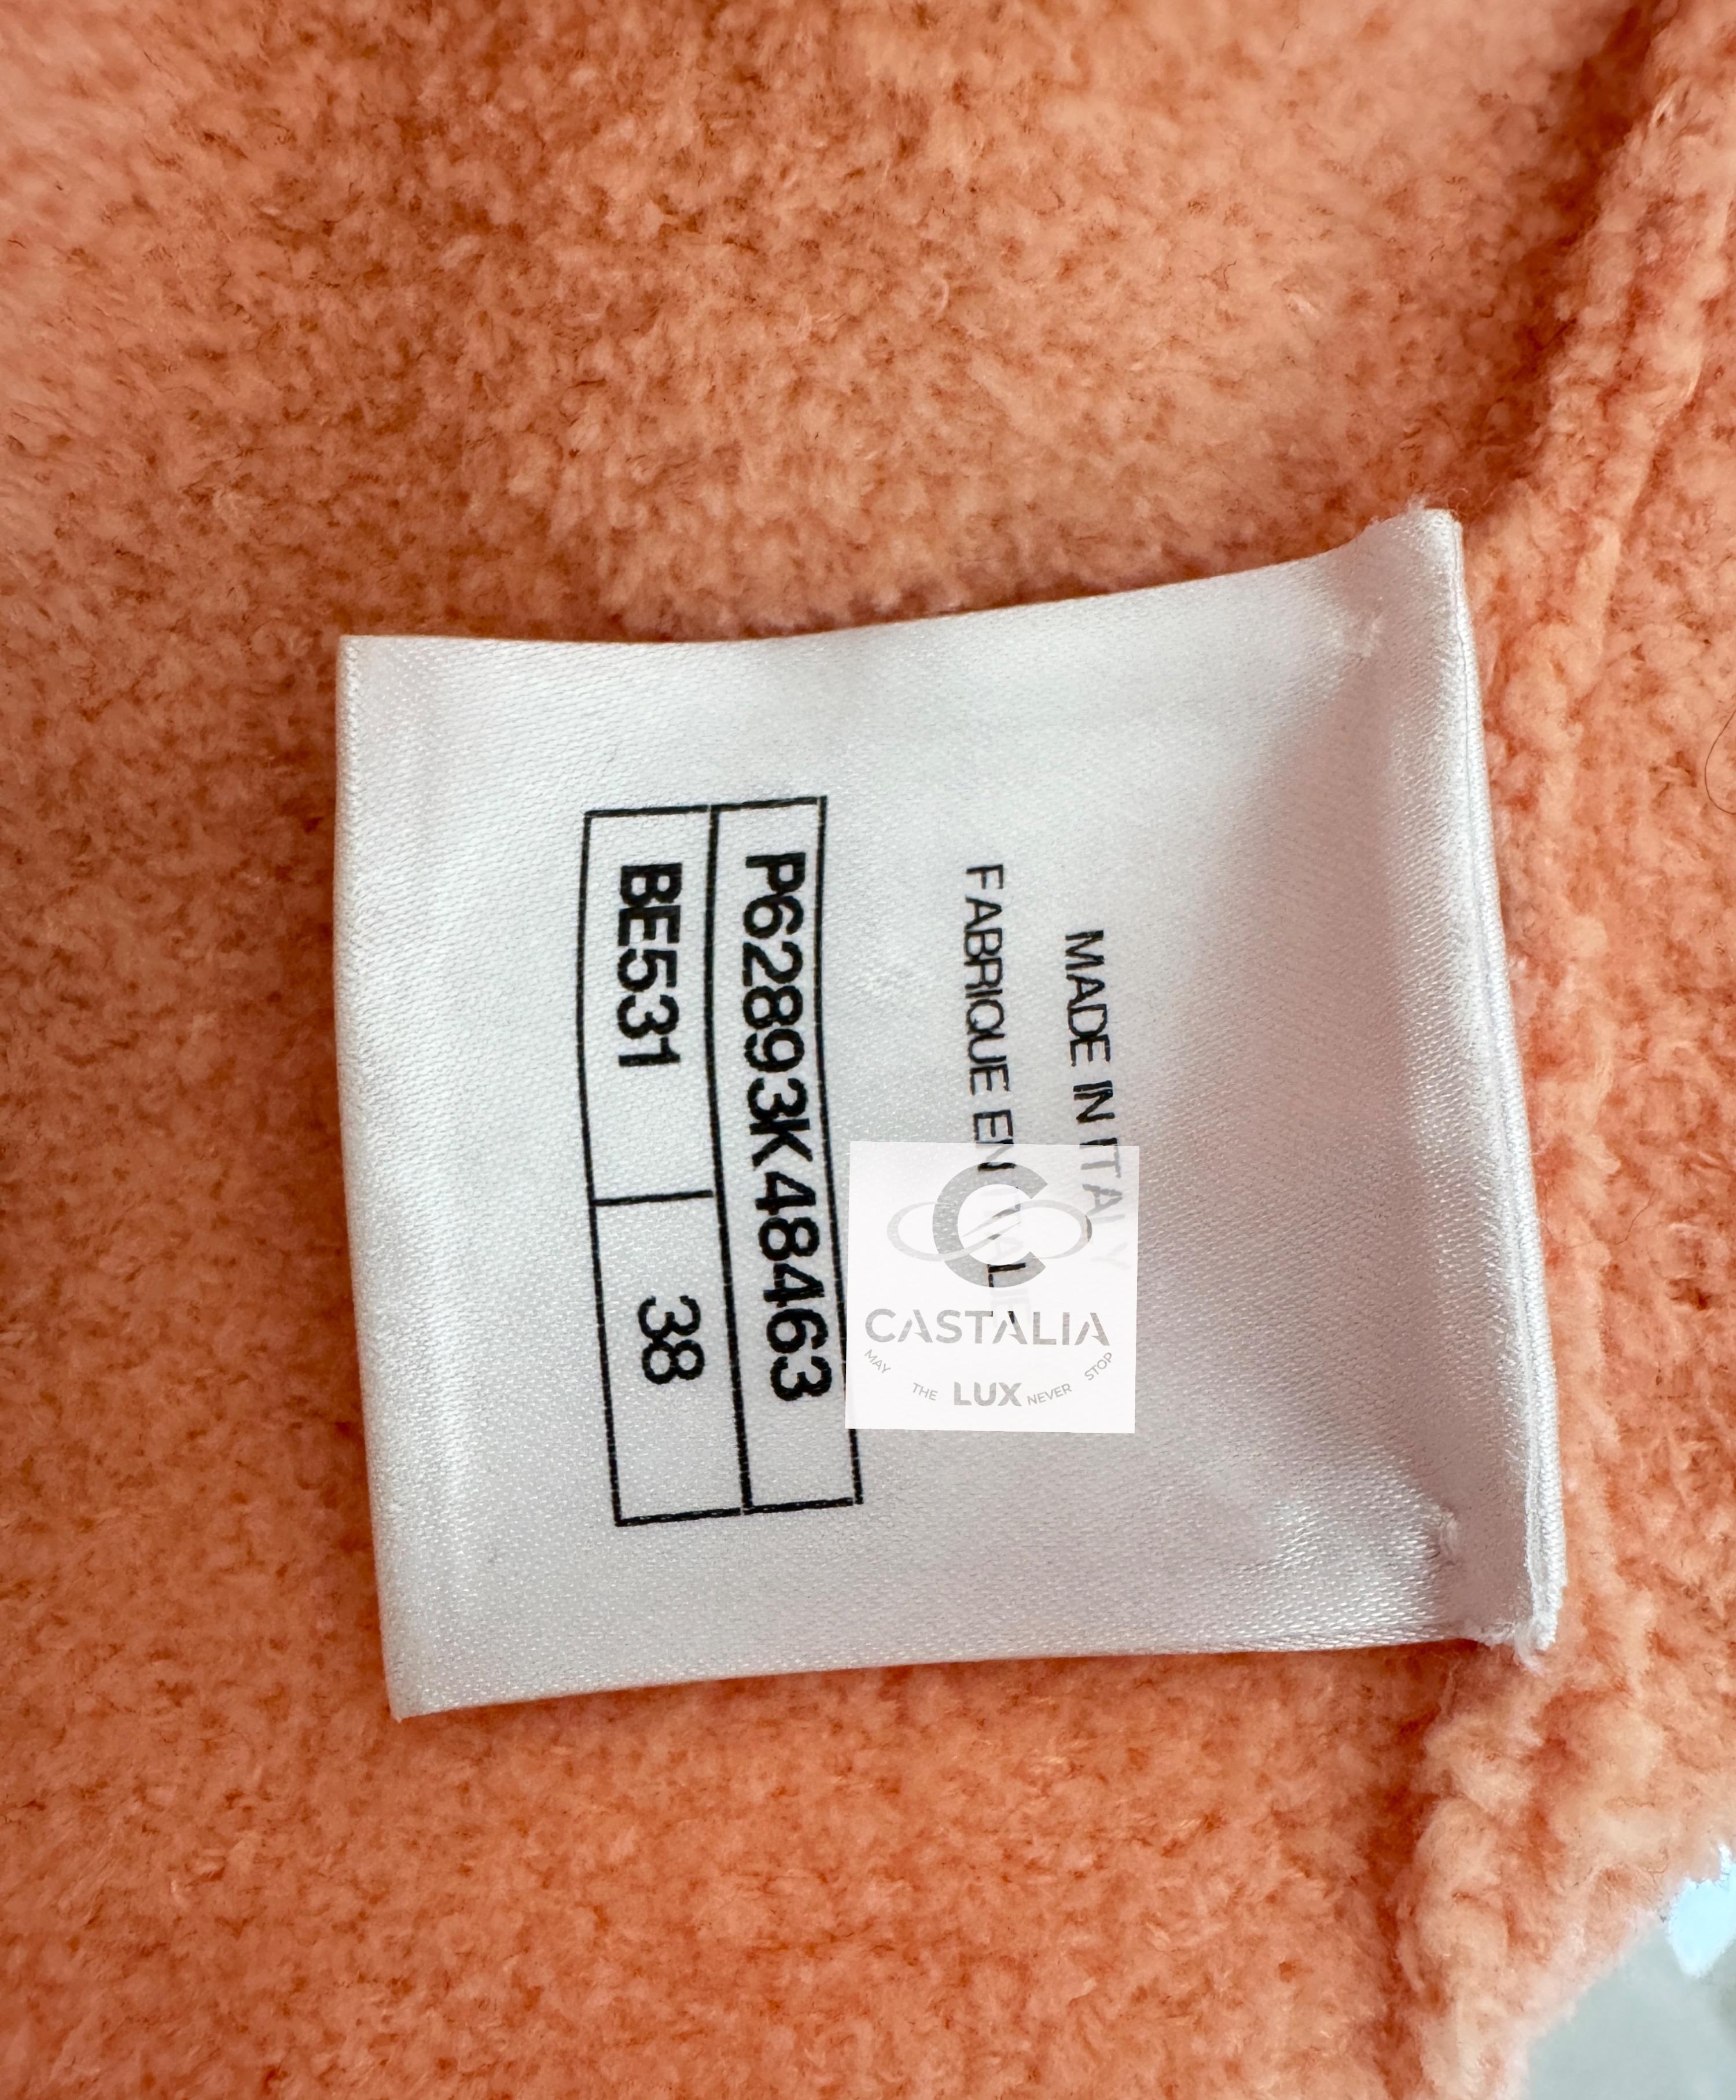 MADE IN ITALY
FABRIQUE EN ITALIE
P62893K48463
BE531
38
C
CASTALIA
MAY THE LUX NEVER STOP